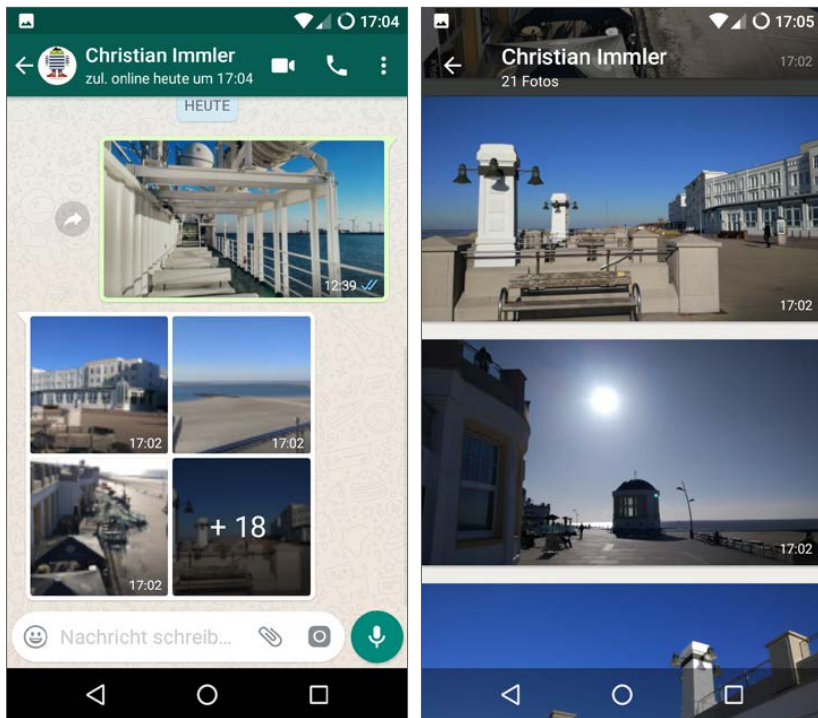 17:04
Christian Immler
zul. online heute um 17:04
HEUTE
12:39
17:02
17:02
17:02
+ 18
Nachricht schreib...
17:05
Christian Immler
21 Fotos
17:02
17:02
17:02